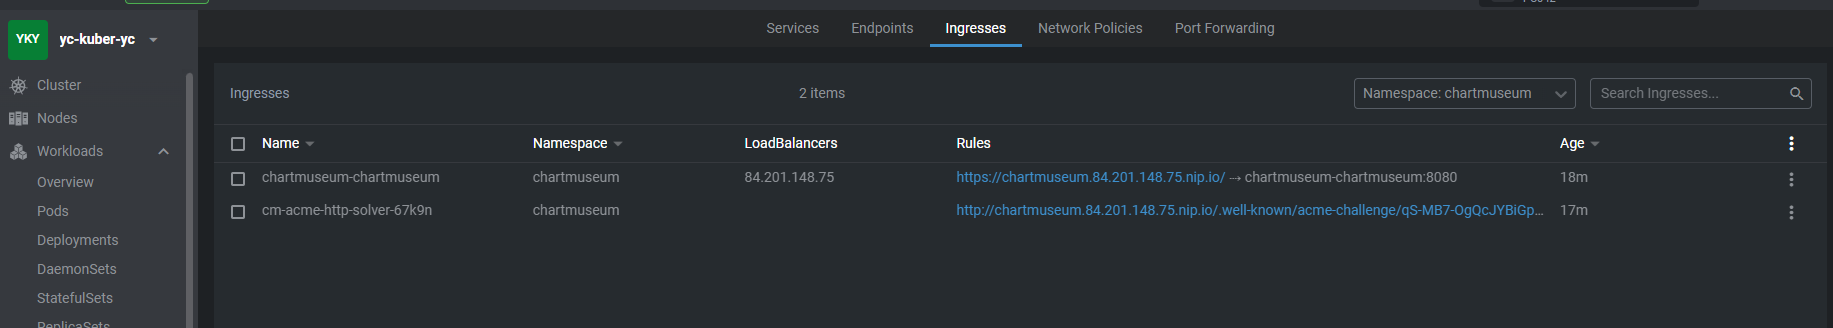 YKY yc-kuber-yc
Services Endpoints Ingresses Network Policies Port Forwarding
Cluster
Nodes
Workloads
Overview
Pods
Deployments
DaemonSets
StatefulSets
ReplicaSets
Ingresses 2 items Namespace: chartmuseum Search Ingresses...
Name Namespace LoadBalancers Rules Age
chartmuseum-chartmuseum chartmuseum 84.201.148.75 https://chartmuseum.84.201.148.75.nip.io/ → chartmuseum-chartmuseum:8080 18m
cm-acme-http-solver-67k9n chartmuseum http://chartmuseum.84.201.148.75.nip.io/.well-known/acme-challenge/qS-MB7-OgQcJYBiGp... 17m